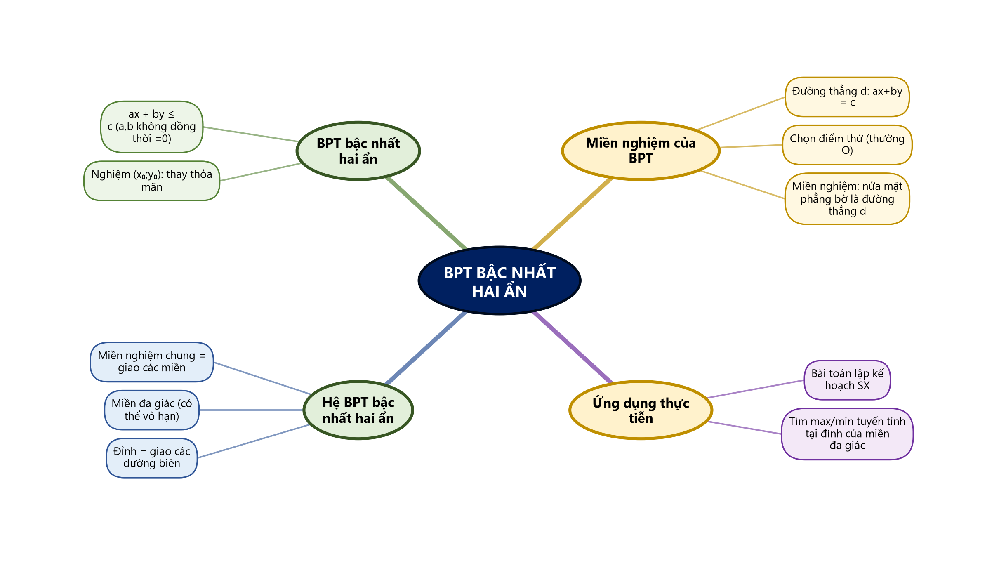 ax + by ≤
c (a,b không đồng
thời =0)
Nghiệm (x₀;y₀): thay thỏa
mãn
BPT bậc nhất
hai ẩn
Miền nghiệm của
BPT
Đường thẳng d: ax+by
= c
Chọn điểm thử (thường
O)
Miền nghiệm: nửa mặt
phẳng bờ là đường
thẳng d
BPT BẬC NHẤT
HAI ẨN
Miền nghiệm chung =
giao các miền
Miền đa giác (có
thể vô hạn)
Đỉnh = giao các
đường biên
Hệ BPT bậc
nhất hai ẩn
Ứng dụng thực
tiễn
Bài toán lập kế
hoạch SX
Tìm max/min tuyến tính
tại đỉnh của miền
đa giác